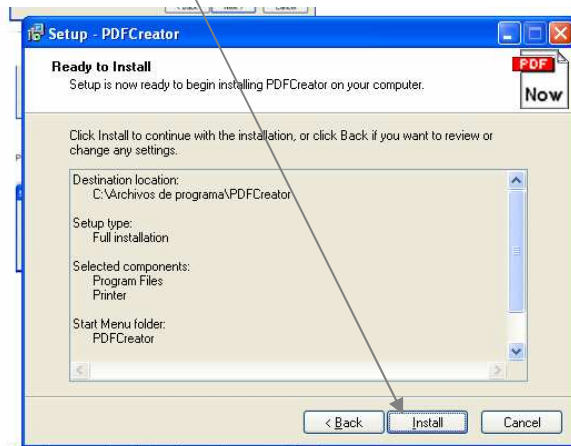 Setup - PDFCreator
Ready to Install
Setup is now ready to begin installing PDFCreator on your computer.
PDF
Now
Click Install to continue with the installation, or click Back if you want to review or
change any settings.
Destination location:
C:\Archivos de programa\PDFCreator
Setup type:
Full installation
Selected components:
Program Files
Printer
Start Menu folder:
PDFCreator
< Back
Install
Cancel